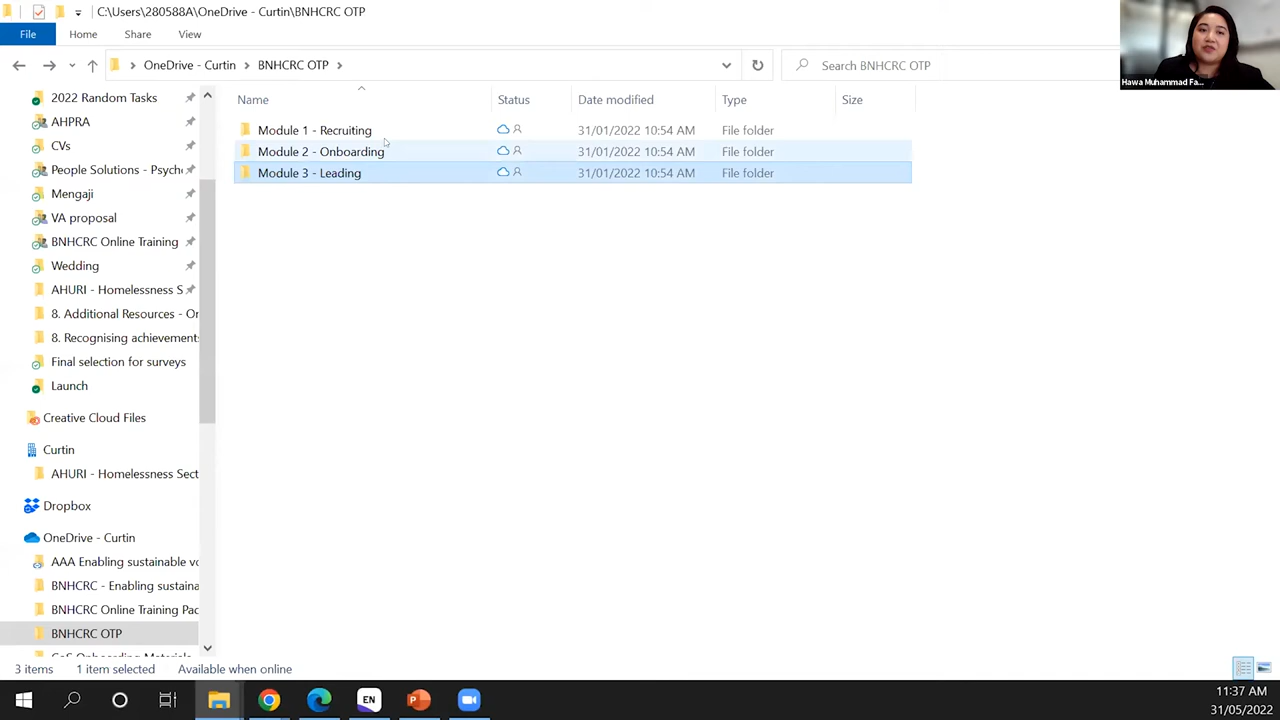 C:\Users\280588A\OneDrive - Curtin\BNHCRC OTP
File Home Share View
OneDrive - Curtin > BNHCRC OTP >
Search BNHCRC OTP
Hawa Muhammad Fa...
Name Status Date modified Type Size
Module 1 - Recruiting 31/01/2022 10:54 AM File folder
Module 2 - Onboarding 31/01/2022 10:54 AM File folder
Module 3 - Leading 31/01/2022 10:54 AM File folder
2022 Random Tasks
AHPRA
CVs
People Solutions - Psych
Mengaji
VA proposal
BNHCRC Online Training
Wedding
AHURI - Homelessness S
8. Additional Resources - Or
8. Recognising achievements
Final selection for surveys
Launch
Creative Cloud Files
Curtin
AHURI - Homelessness Sect
Dropbox
OneDrive - Curtin
AAA Enabling sustainable vo
BNHCRC - Enabling sustaina
BNHCRC Online Training Pac
BNHCRC OTP
3 items 1 item selected Available when online
EN
11:37 AM
31/05/2022